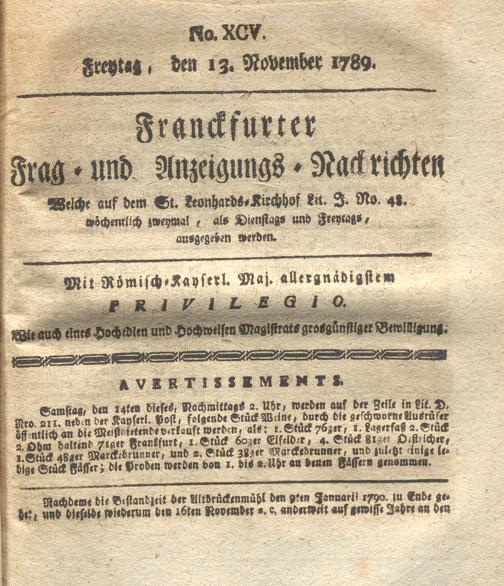 No. XCV.
Freytag, den 13. November 1789.
Franckfurter
Frag-und Anzeigungs-Nachrichten
Welche auf dem St. Leonhards-Kirchhof Lit. J. No. 48.
wöchentlich zweymal, als Dienstags und Freytags,
ausgegeben werden.
Mit Römisch-Kayserl. Maj. allergnädigstem
PRIVILEGIO.
Wie auch eines Hochedlen und Hochweisen Magistrats grosgünstiger Bewilligung.
AVERTISSEMENTS.
Samstag, den 14ten dieses, Nachmittags 2. Uhr, werden auf der Zeile in Lit. D.
Nro. 211. neben der Kayserl. Post, folgende Stück Weine, durch die geschworne Ausrüfer
öffentlich an die Meistbietende verkauft werden, als: 1. Stück 76ger, 1. Lagerfaß 2. Stück
2. Ohm haltend 71ger Frankfurt, 1. Stück 60ger Elfelder, 4. Stück 81ger Oestricher,
1. Stück 48ger Marckebrunner, und 2. Stück 38ger Marckebrunner, und zuletzt einige le-
dige Stück Fässer; die Proben werden von 1. bis 2. Uhr an denen Fässern genommen.
Nachdeme die Bestandzeit der Altbrückenmühl den 9ten Januarii 1790. zu Ende ge-
het, und dieselbe wiederum den 16ten November a. c. anderweit auf gewisse Jahre an den